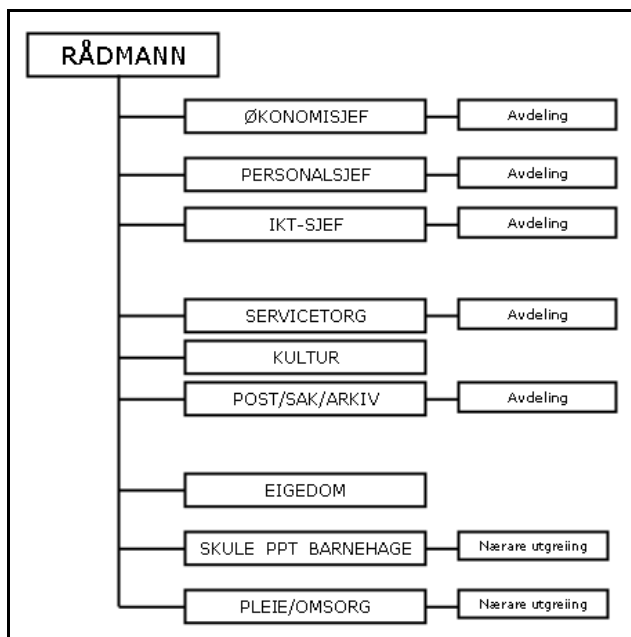 RÅDMANN
ØKONOMISJEF Avdeling
PERSONALSJEF Avdeling
IKT-SJEF Avdeling
SERVICETORG Avdeling
KULTUR
POST/SAK/ARKIV Avdeling
EIGEDOM
SKULE PPT BARNEHAGE Nærare utgreiing
PLEIE/OMSORG Nærare utgreiing